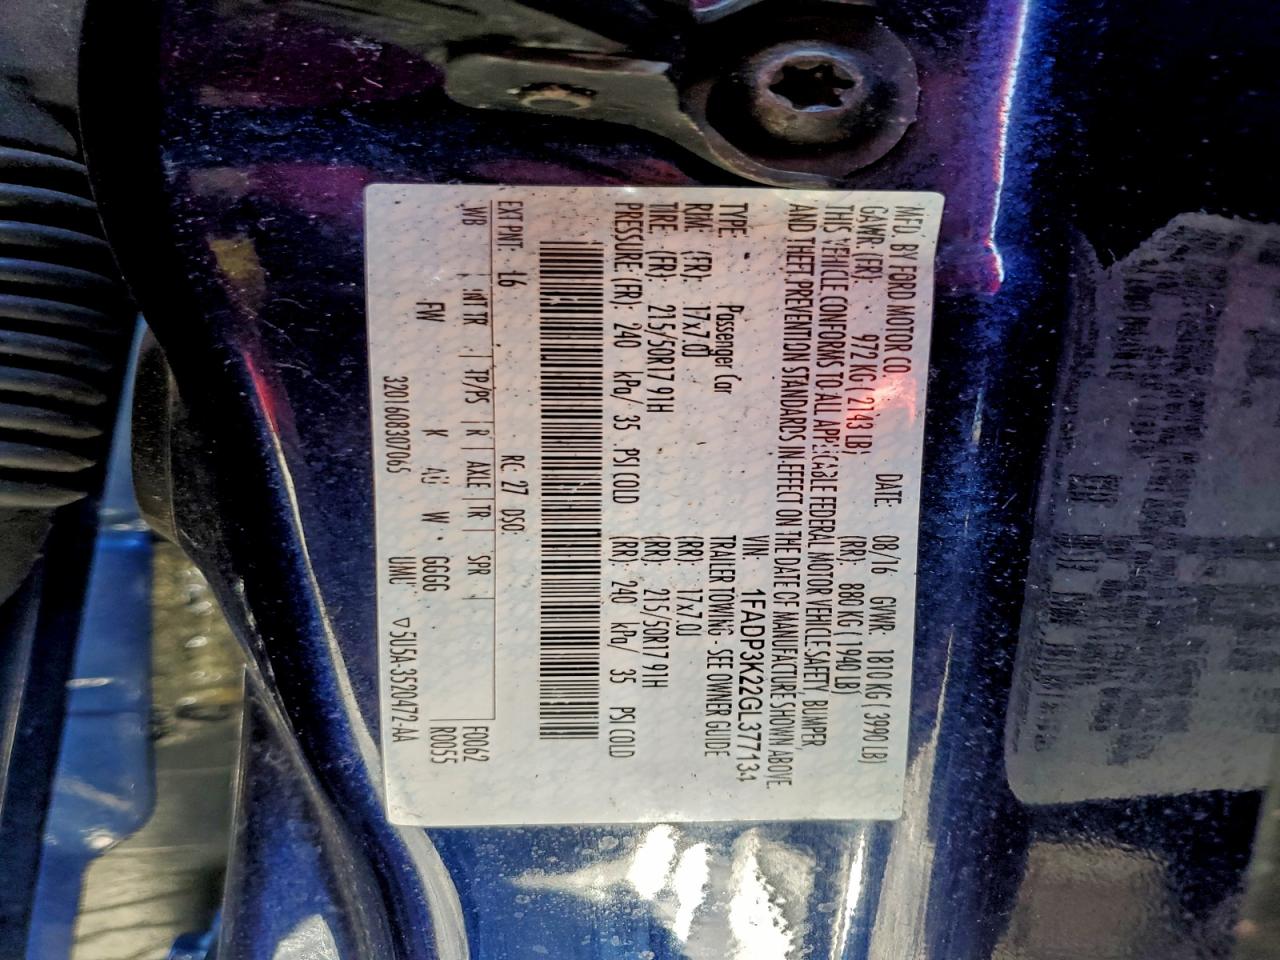 MFD. BY FORD MOTOR CO. DATE: 08/16 GVWR: 1810 KG ( 3990 LB)
GAWR: (FR): 972 KG ( 2143 LB) (RR): 880 KG ( 1940 LB)
THIS VEHICLE CONFORMS TO ALL APPLICABLE FEDERAL MOTOR VEHICLE SAFETY, BUMPER,
AND THEFT PREVENTION STANDARDS IN EFFECT ON THE DATE OF MANUFACTURE SHOWN ABOVE.
VIN: 1FADP3K22GL377134
TYPE: Passenger Car TRAILER TOWING - SEE OWNER GUIDE
RIM: (FR): 17x7.0J (RR): 17x7.0J
TIRE: (FR): 215/50R17 91H (RR): 215/50R17 91H
PRESSURE (FR): 240 kPa/ 35 PSI COLD (RR): 240 kPa/ 35 PSI COLD
EXT PNT: L6 RC: 27 DSO:
WB INT TR TP/PS R AXLE TR SPR F0062
FW K W GGGG R1055
3201608307065 5U5A-3520472-AA